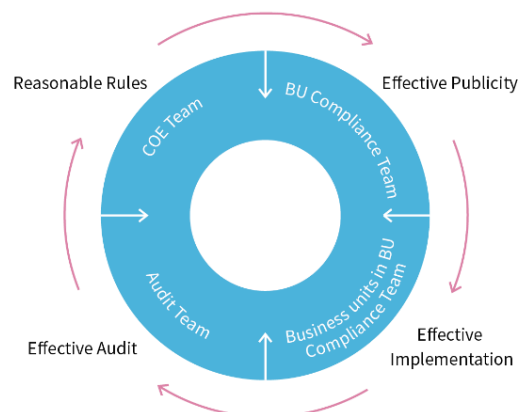 Reasonable Rules
Effective Publicity
COE Team
BU Compliance Team
Audit Team
Business units in BU
Compliance Team
Effective Audit
Effective
Implementation